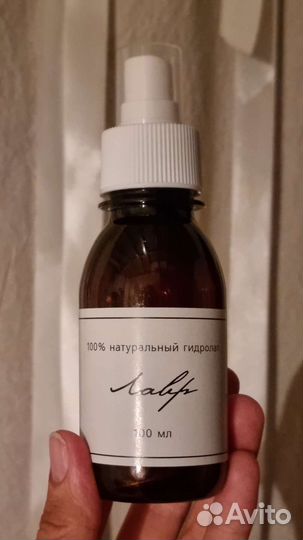 100% натуральный гидролат
Лавр
100 мл
Avito